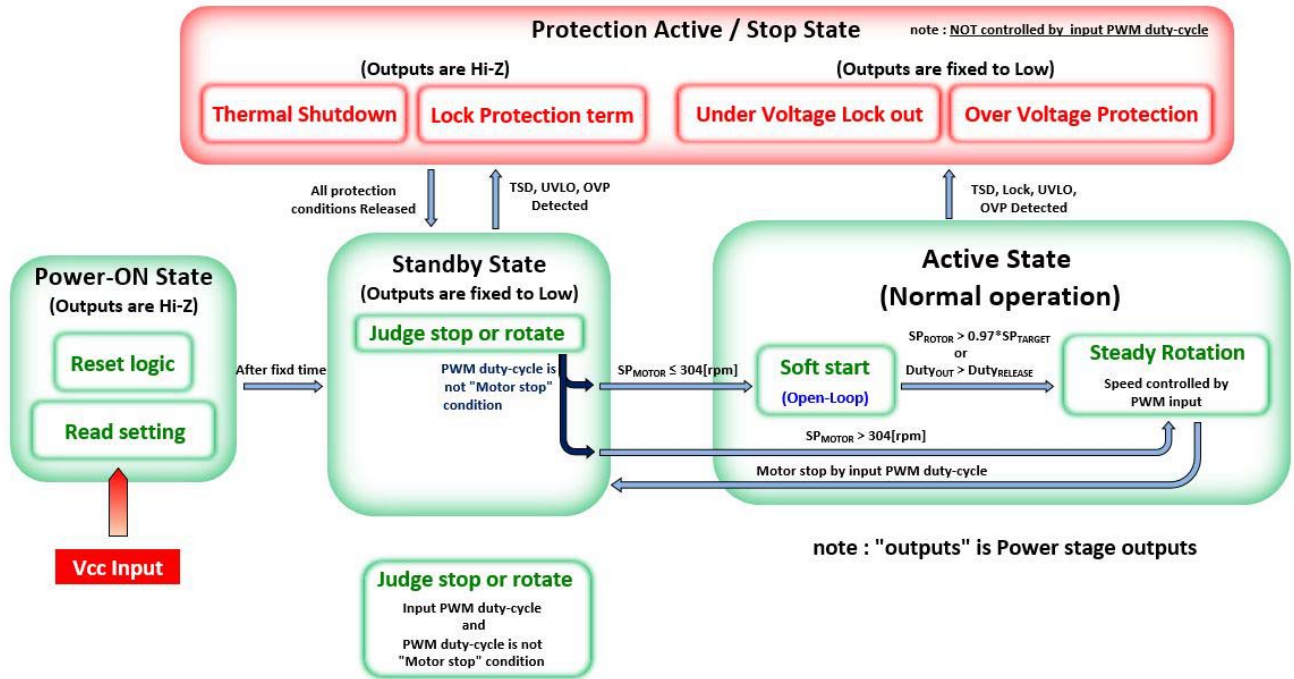 Protection Active / Stop State
note : NOT controlled by input PWM duty-cycle
(Outputs are Hi-Z)
(Outputs are fixed to Low)
Thermal Shutdown
Lock Protection term
Under Voltage Lock out
Over Voltage Protection
All protection
conditions Released
TSD, UVLO, OVP
Detected
TSD, Lock, UVLO,
OVP Detected
Power-ON State
(Outputs are Hi-Z)
Reset logic
Read setting
Vcc Input
After fixd time
Standby State
(Outputs are fixed to Low)
Judge stop or rotate
PWM duty-cycle is
not "Motor stop"
condition
SPMOTOR ≤ 304[rpm]
Active State
(Normal operation)
Soft start
(Open-Loop)
SPROTOR > 0.97*SPTARGET
or
DutyOUT > DutyRELEASE
Steady Rotation
Speed controlled by
PWM input
SPMOTOR > 304[rpm]
Motor stop by input PWM duty-cycle
note : "outputs" is Power stage outputs
Judge stop or rotate
Input PWM duty-cycle
and
PWM duty-cycle is not
"Motor stop" condition